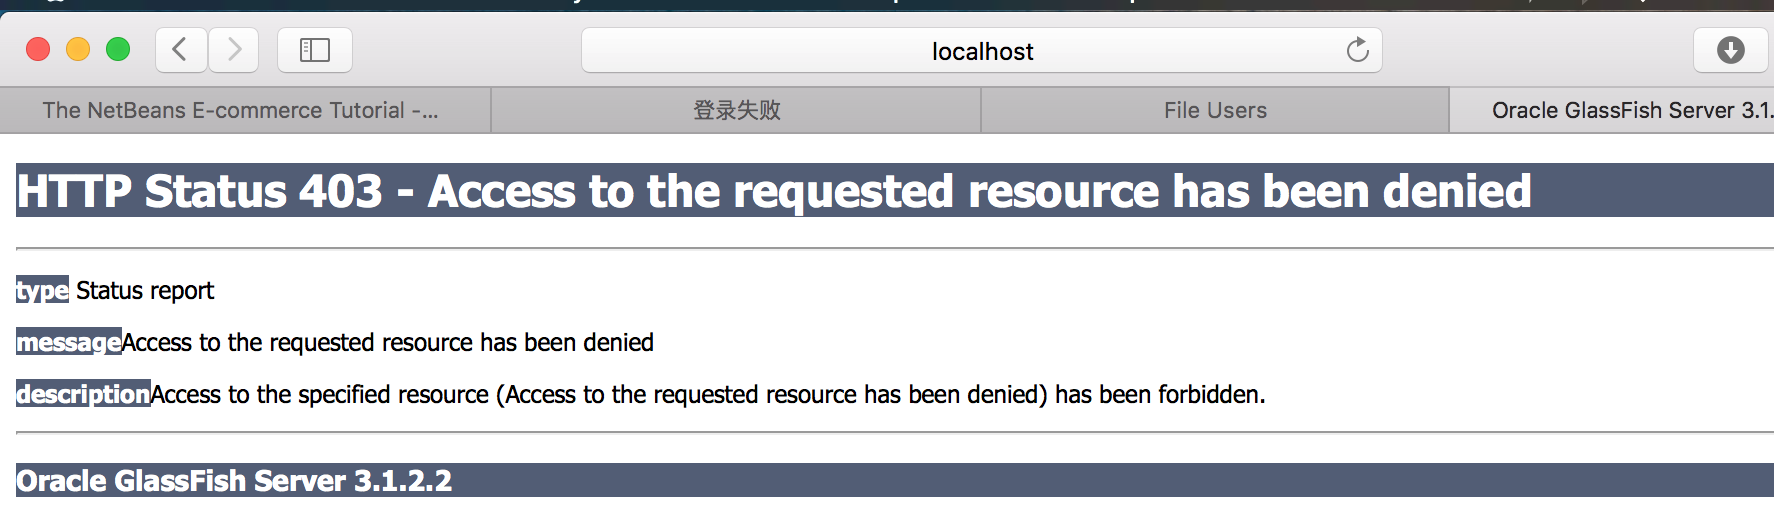 localhost
The NetBeans E-commerce Tutorial -...
登录失败
File Users
Oracle GlassFish Server 3.1.
HTTP Status 403 - Access to the requested resource has been denied
type Status report
messageAccess to the requested resource has been denied
descriptionAccess to the specified resource (Access to the requested resource has been denied) has been forbidden.
Oracle GlassFish Server 3.1.2.2